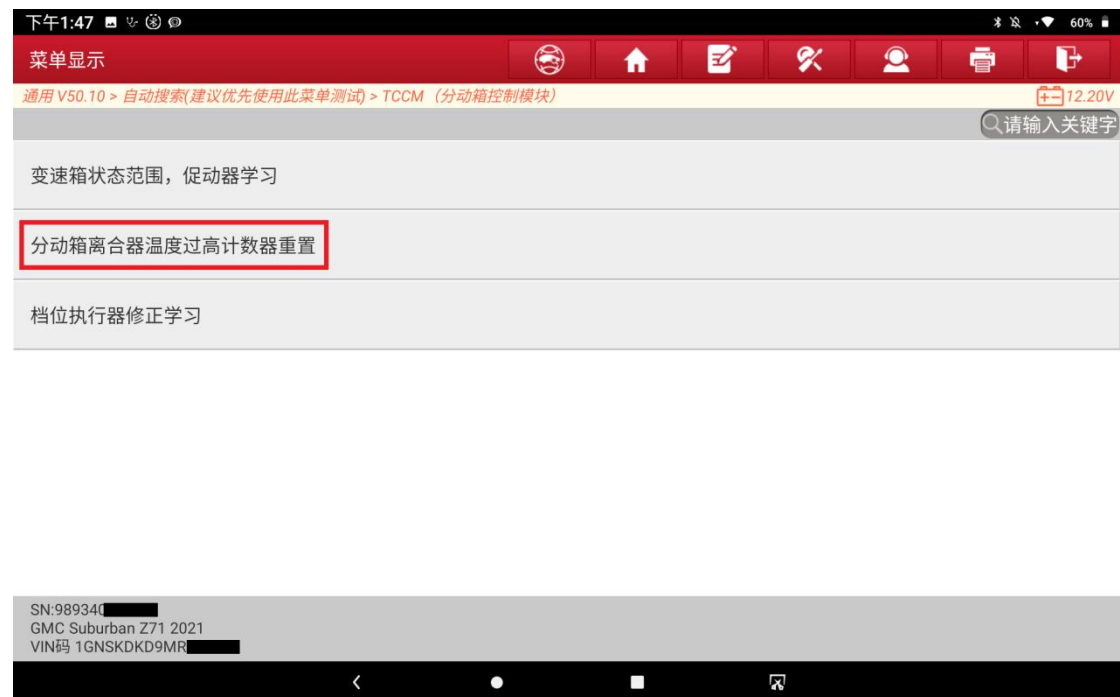 下午1:47 60%
菜单显示
通用 V50.10 > 自动搜索(建议优先使用此菜单测试) > TCCM（分动箱控制模块） 12.20V
请输入关键字
变速箱状态范围，促动器学习
分动箱离合器温度过高计数器重置
档位执行器修正学习
SN:989340
GMC Suburban Z71 2021
VIN码 1GNSKDKD9MR